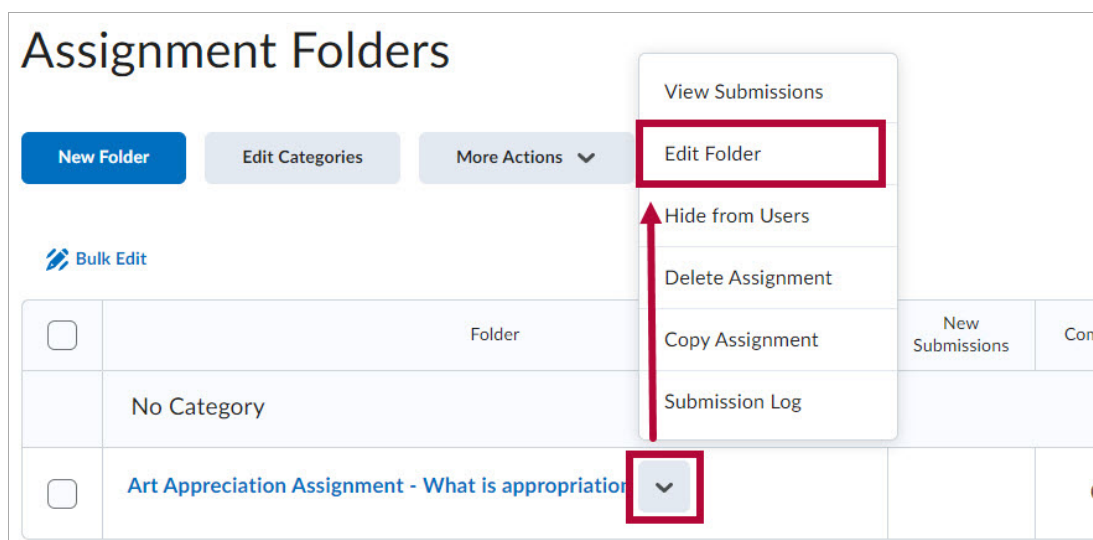 Assignment Folders
View Submissions
New Folder
Edit Categories
More Actions
Edit Folder
Hide from Users
Bulk Edit
Delete Assignment
Folder
Copy Assignment
New
Submissions
No Category
Submission Log
Art Appreciation Assignment - What is appropriation